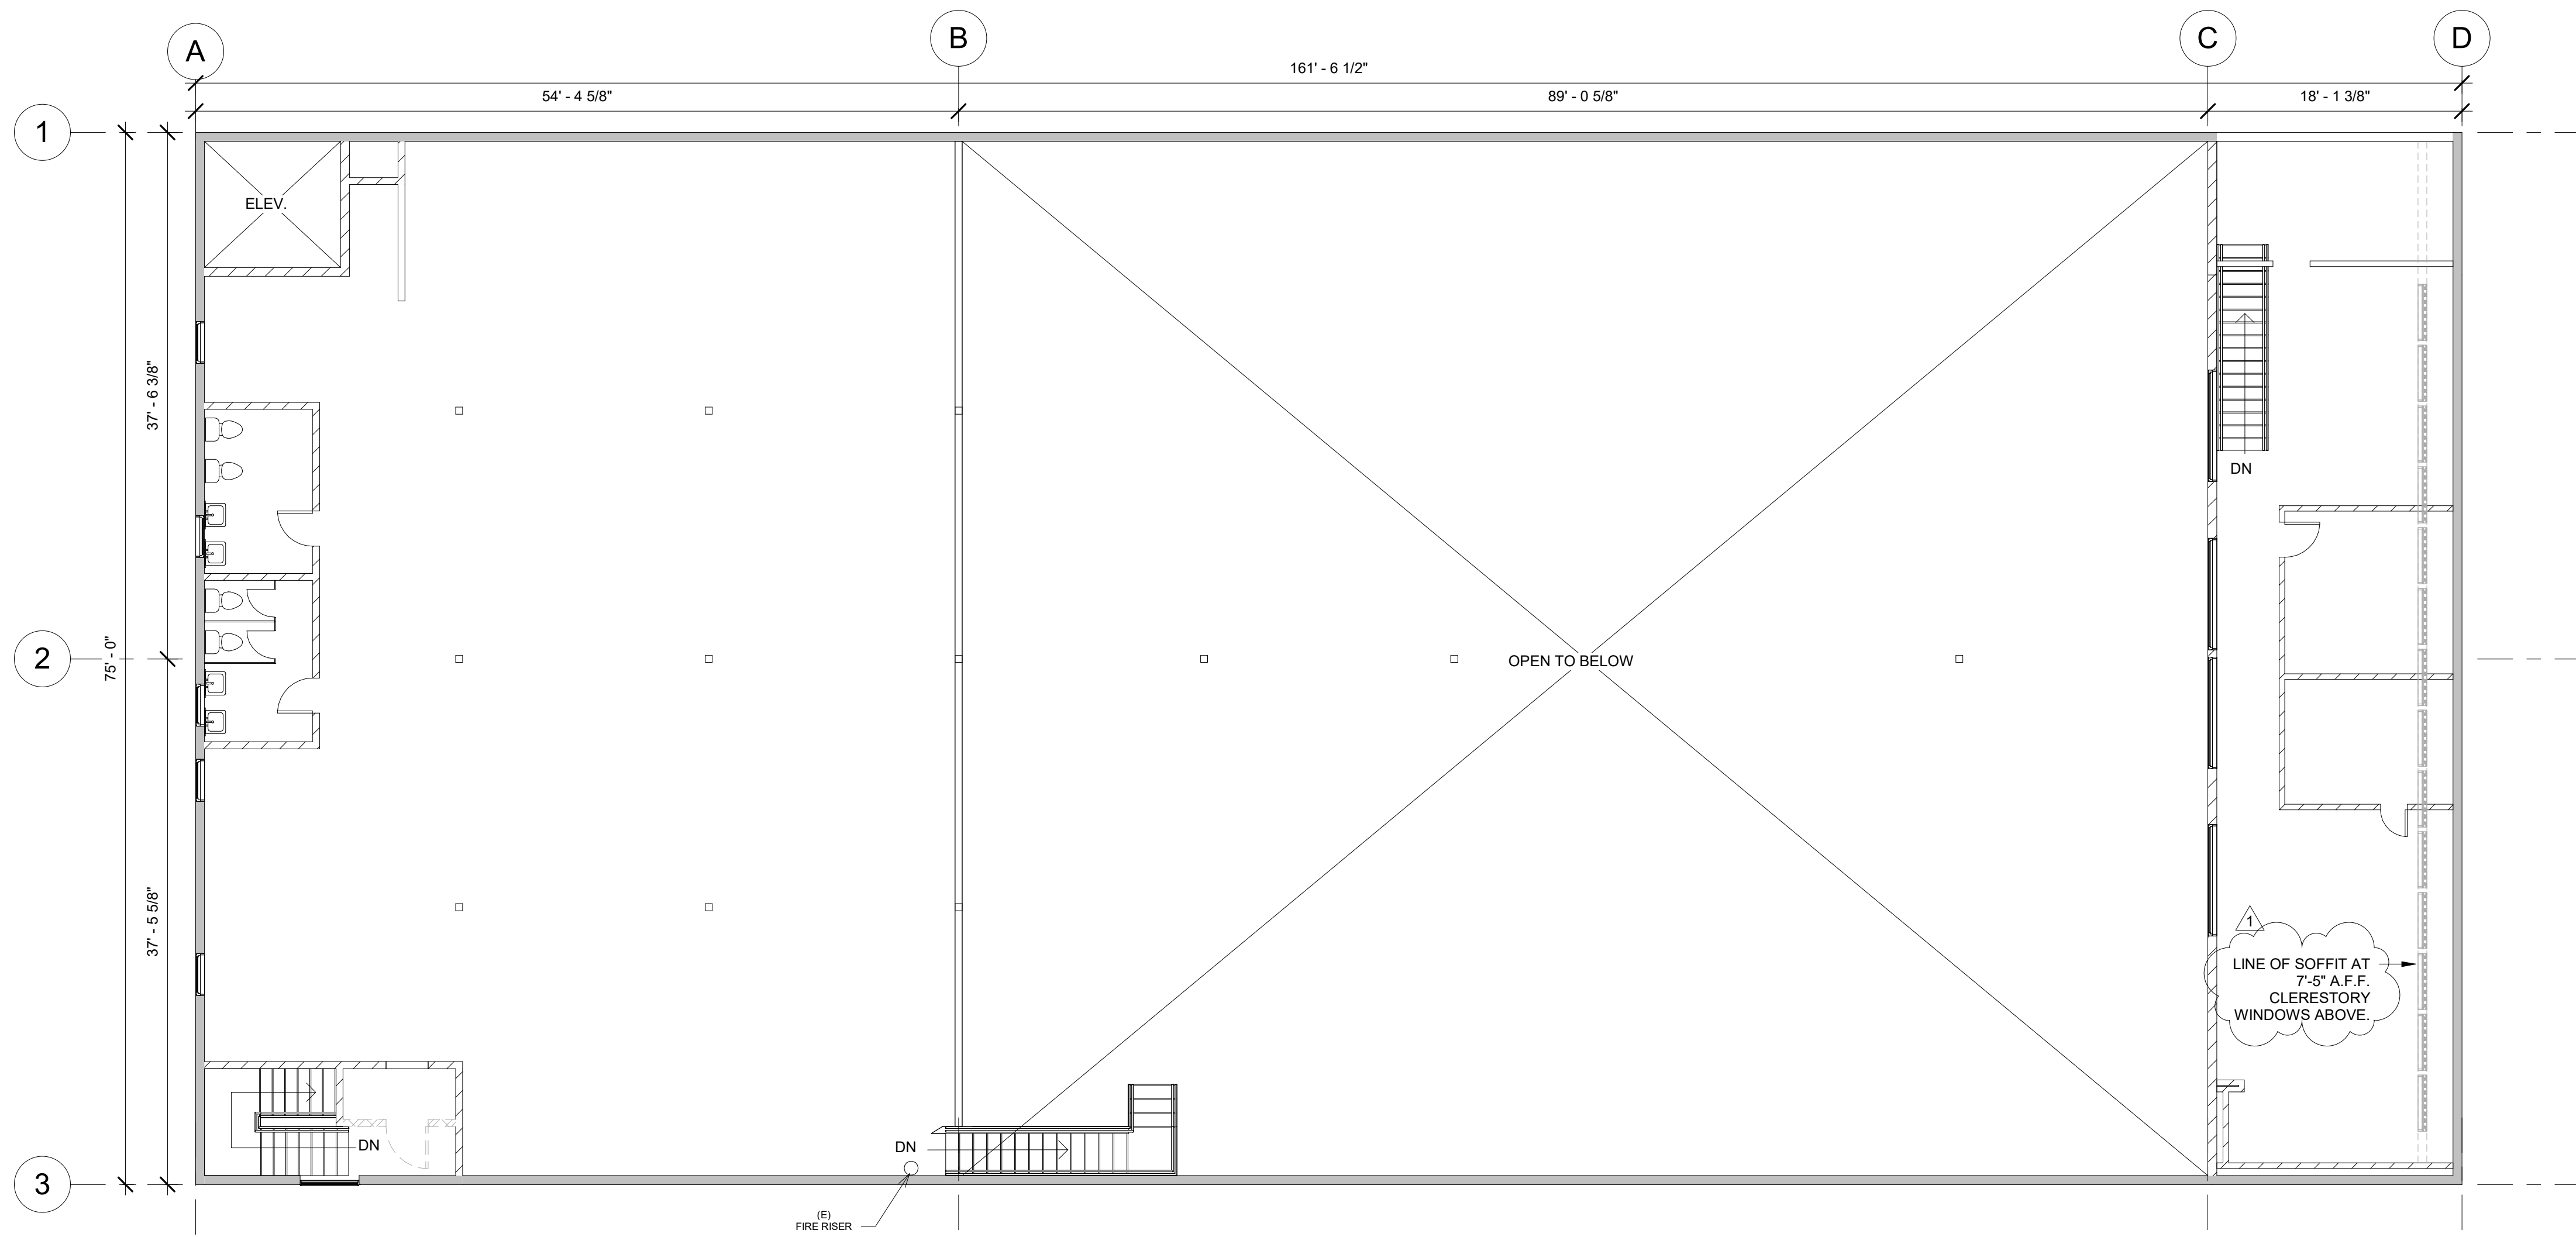 A
B
C
D
161' - 6 1/2"
54' - 4 5/8"
89' - 0 5/8"
18' - 1 3/8"
1
ELEV.
37' - 6 3/8"
DN
2
75' - 0"
OPEN TO BELOW
37' - 5 5/8"
1
LINE OF SOFFIT AT
7'-5" A.F.F.
CLERESTORY
WINDOWS ABOVE.
DN
DN
3
(E)
FIRE RISER